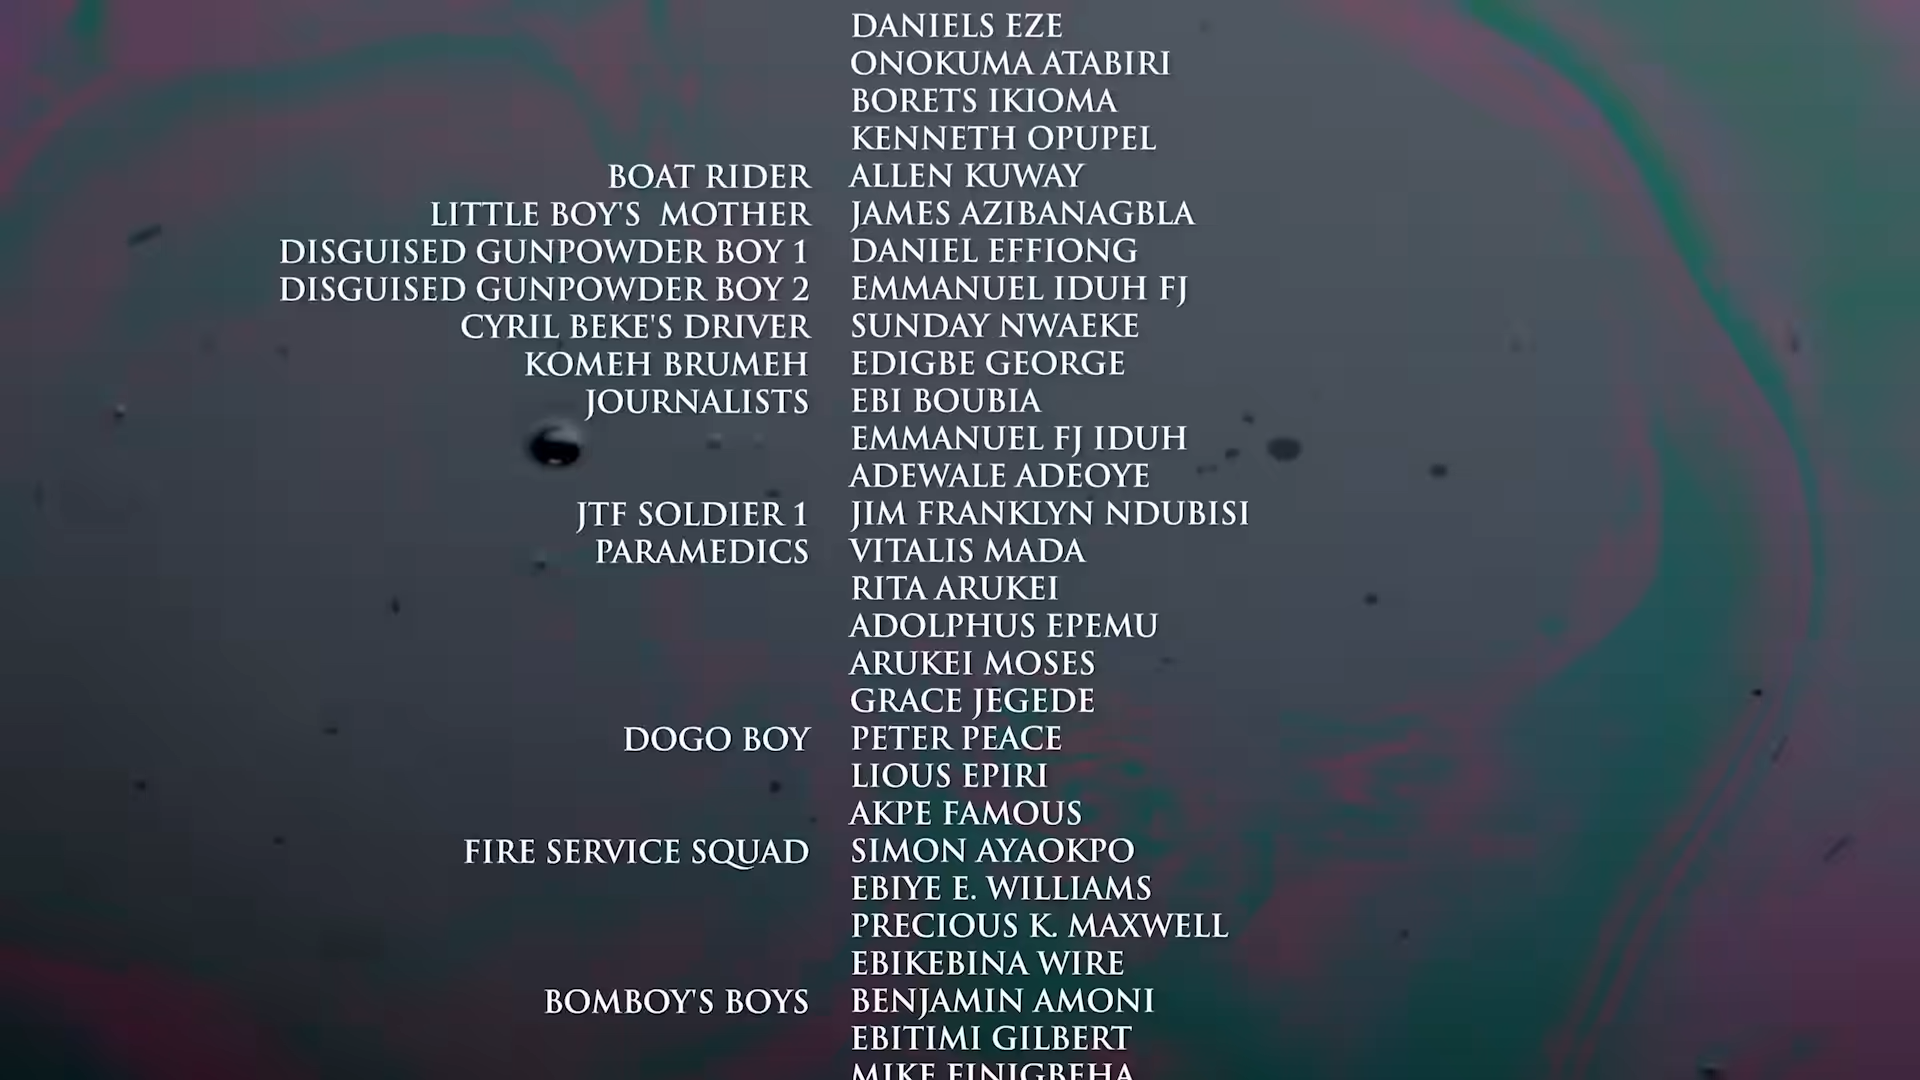 DANIELS EZE
ONOKUMA ATABIRI
BORETS IKIOMA
KENNETH OPUPEL
BOAT RIDER ALLEN KUWAY
LITTLE BOY'S MOTHER JAMES AZIBANAGBLA
DISGUISED GUNPOWDER BOY 1 DANIEL EFFIONG
DISGUISED GUNPOWDER BOY 2 EMMANUEL IDUH FJ
CYRIL BEKE'S DRIVER SUNDAY NWAEKE
KOMEH BRUMEH EDIGBE GEORGE
JOURNALISTS EBI BOUBIA
EMMANUEL FJ IDUH
ADEWALE ADEOYE
JTF SOLDIER 1 JIM FRANKLYN NDUBISI
PARAMEDICS VITALIS MADA
RITA ARUKEI
ADOLPHUS EPEMU
ARUKEI MOSES
GRACE JEGEDE
DOGO BOY PETER PEACE
LIOUS EPIRI
AKPE FAMOUS
FIRE SERVICE SQUAD SIMON AYAOKPO
EBIYE E. WILLIAMS
PRECIOUS K. MAXWELL
EBIKEBINA WIRE
BOMBOY'S BOYS BENJAMIN AMONI
EBITIMI GILBERT
MIKE FINIGBEHA